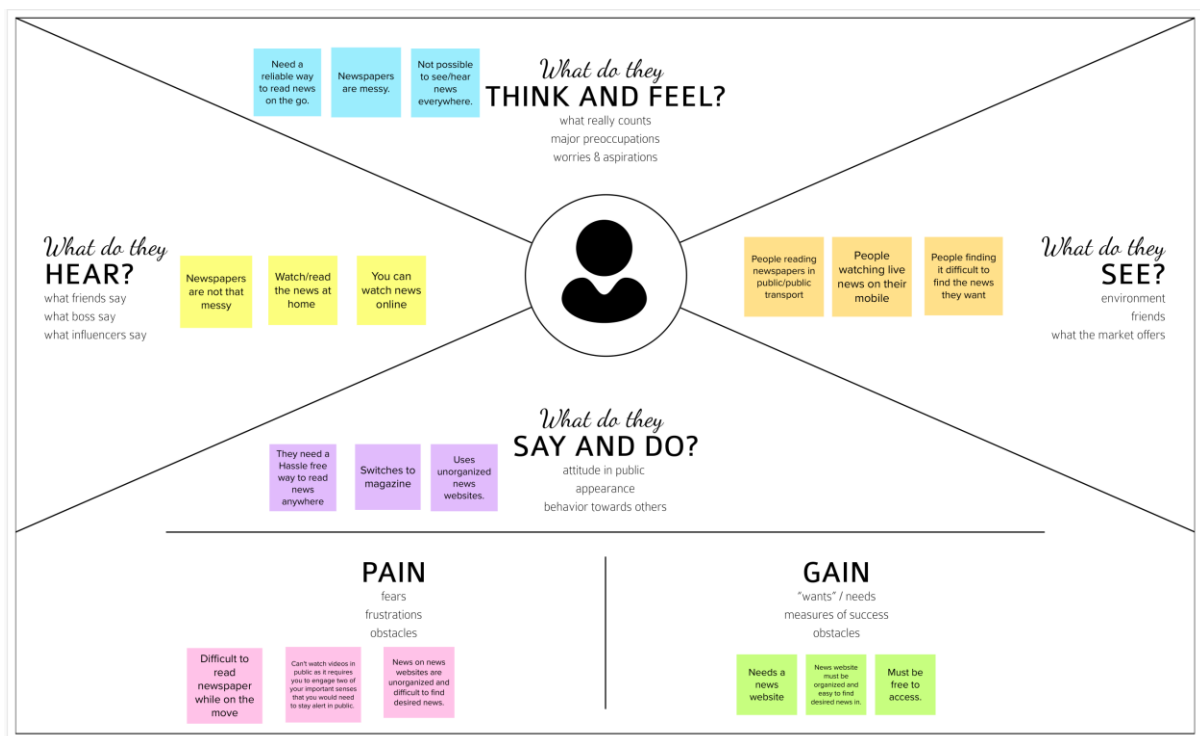 What do they
THINK AND FEEL?
what really counts
major preoccupations
worries & aspirations
Need a
reliable way
to read news
on the go.
Newspapers
are messy.
Not possible
to see/hear
news
everywhere.
What do they
HEAR?
what friends say
what boss say
what influencers say
Newspapers
are not that
messy
Watch/read
the news at
home
You can
watch news
online
People reading
newspapers in
public/public
transport
People
watching live
news on their
mobile
People finding
it difficult to
find the news
they want
What do they
SEE?
environment
friends
what the market offers
They need a
Hassle free
way to read
news
anywhere
Switches to
magazine
Uses
unorganized
news
websites.
What do they
SAY AND DO?
attitude in public
appearance
behavior towards others
PAIN
fears
frustrations
obstacles
Difficult to
read
newspaper
while on the
move
Can't watch videos in
public as it requires
you to engage two of
your important senses
that you would need
to stay alert in public.
News on news
websites are
unorganized and
difficult to find
desired news.
GAIN
"wants" / needs
measures of success
obstacles
Needs a
news
website
News website
must be
organized and
easy to find
desired news in.
Must be
free to
access.